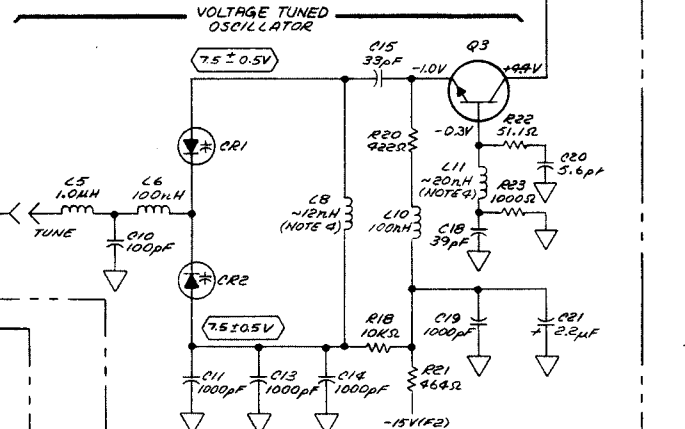 VOLTAGE TUNED
OSCILLATOR
7.5 ± 0.5V
C15
33pF
Q3
-1.0V
+4.4V
CR1
R20
422Ω
-0.3V
R22
51.1Ω
C20
5.6pF
L5
1.0µH
L6
100nH
L8
~12nH
(NOTE 4)
L11
~20nH
(NOTE 4)
R23
1000Ω
TUNE
C10
100pF
L10
100nH
C18
39pF
CR2
7.5 ±0.5V
R18
10KΩ
C19
1000pF
C21
2.2µF
+
C11
1000pF
C13
1000pF
C14
1000pF
R21
464Ω
-15V(F2)